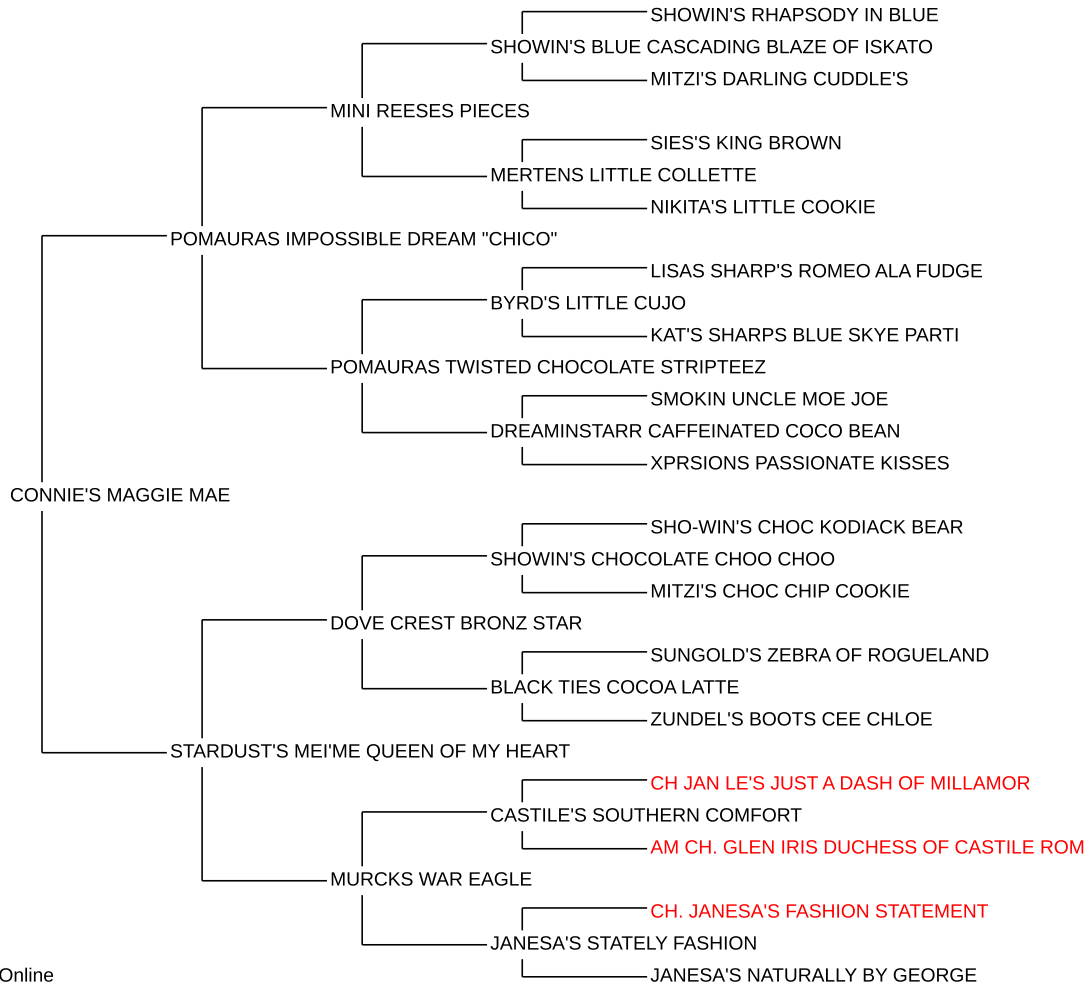 SHOWIN'S RHAPSODY IN BLUE
SHOWIN'S BLUE CASCADING BLAZE OF ISKATO
MITZI'S DARLING CUDDLE'S
MINI REESES PIECES
SIES'S KING BROWN
MERTENS LITTLE COLLETTE
NIKITA'S LITTLE COOKIE
POMAURAS IMPOSSIBLE DREAM "CHICO"
LISAS SHARP'S ROMEO ALA FUDGE
BYRD'S LITTLE CUJO
KAT'S SHARPS BLUE SKYE PARTI
POMAURAS TWISTED CHOCOLATE STRIPTEEZ
SMOKIN UNCLE MOE JOE
DREAMINSTARR CAFFEINATED COCO BEAN
XPRSIONS PASSIONATE KISSES
CONNIE'S MAGGIE MAE
SHO-WIN'S CHOC KODIACK BEAR
SHOWIN'S CHOCOLATE CHOO CHOO
MITZI'S CHOC CHIP COOKIE
DOVE CREST BRONZ STAR
SUNGOLD'S ZEBRA OF ROGUELAND
BLACK TIES COCOA LATTE
ZUNDEL'S BOOTS CEE CHLOE
STARDUST'S MEI'ME QUEEN OF MY HEART
CH JAN LE'S JUST A DASH OF MILLAMOR
CASTILE'S SOUTHERN COMFORT
AM CH. GLEN IRIS DUCHESS OF CASTILE ROM
MURCKS WAR EAGLE
CH. JANESA'S FASHION STATEMENT
JANESA'S STATELY FASHION
JANESA'S NATURALLY BY GEORGE
Online